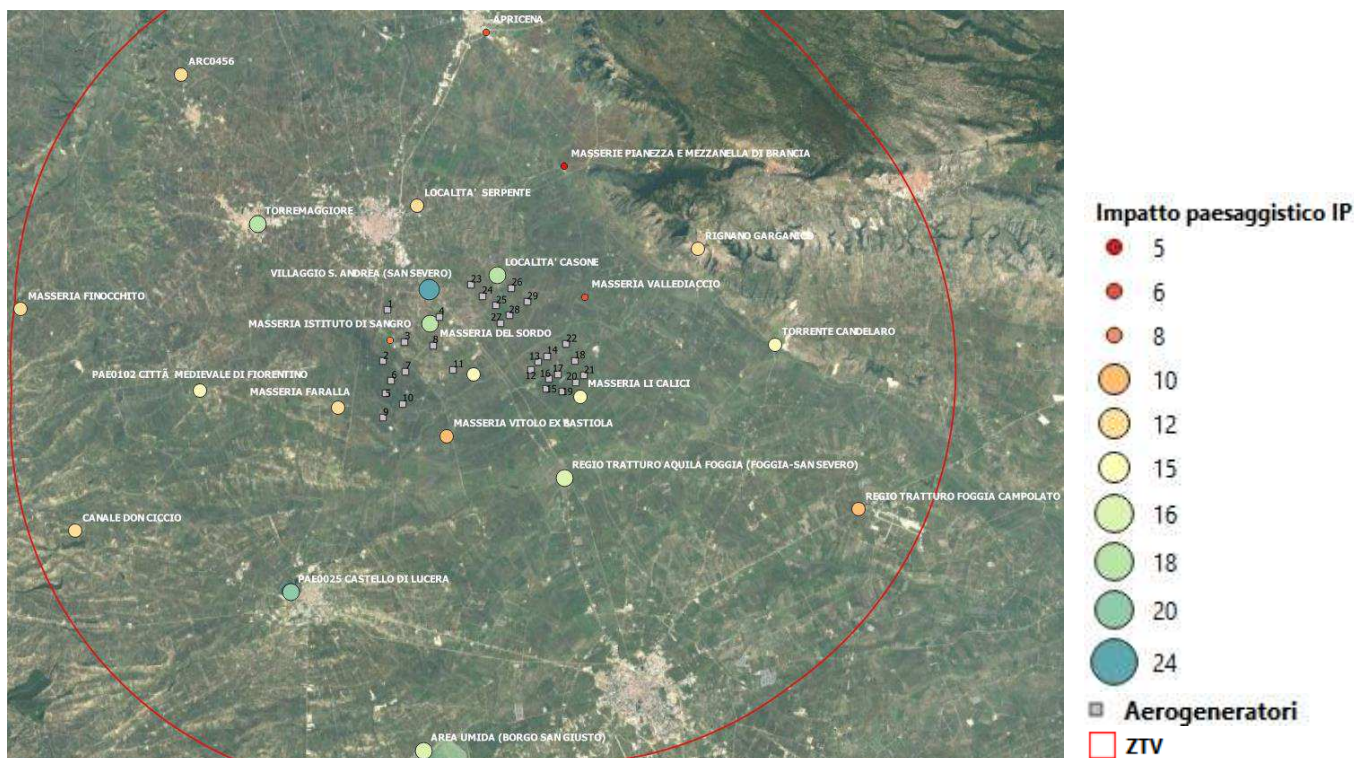 APRICENA
ARC0456
MASSERIE PIANEZZA E MEZZANELLA DI BRANCIA
LOCALITA' SERPENTE
TORREMAGGIORE
RIGNANO GARGANICO
LOCALITA' CASONE
VILLAGGIO S. ANDREA (SAN SEVERO)
23
26
MASSERIA VALLEDIACCIO
24
MASSERIA FINOCCHITO
1
25
29
4
28
MASSERIA ISTITUTO DI SANGRO
27
MASSERIA DEL SORDO
TORRENTE CANDELARO
3
8
22
14
2
13
18
7
11
PAE0102 CITTÀ MEDIEVALE DI FIORENTINO
6
12
16
17
20
21
MASSERIA LI CALICI
MASSERIA FARALLA
5
15
19
10
9
MASSERIA VITOLO EX BASTIOLA
REGIO TRATTURO AQUILA FOGGIA (FOGGIA-SAN SEVERO)
REGIO TRATTURO FOGGIA CAMPOLATO
CANALE DON CICCIO
PAE0025 CASTELLO DI LUCERA
AREA UMIDA (BORGO SAN GIUSTO)
Impatto paesaggistico IP
5
6
8
10
12
15
16
18
20
24
Aerogeneratori
ZTV